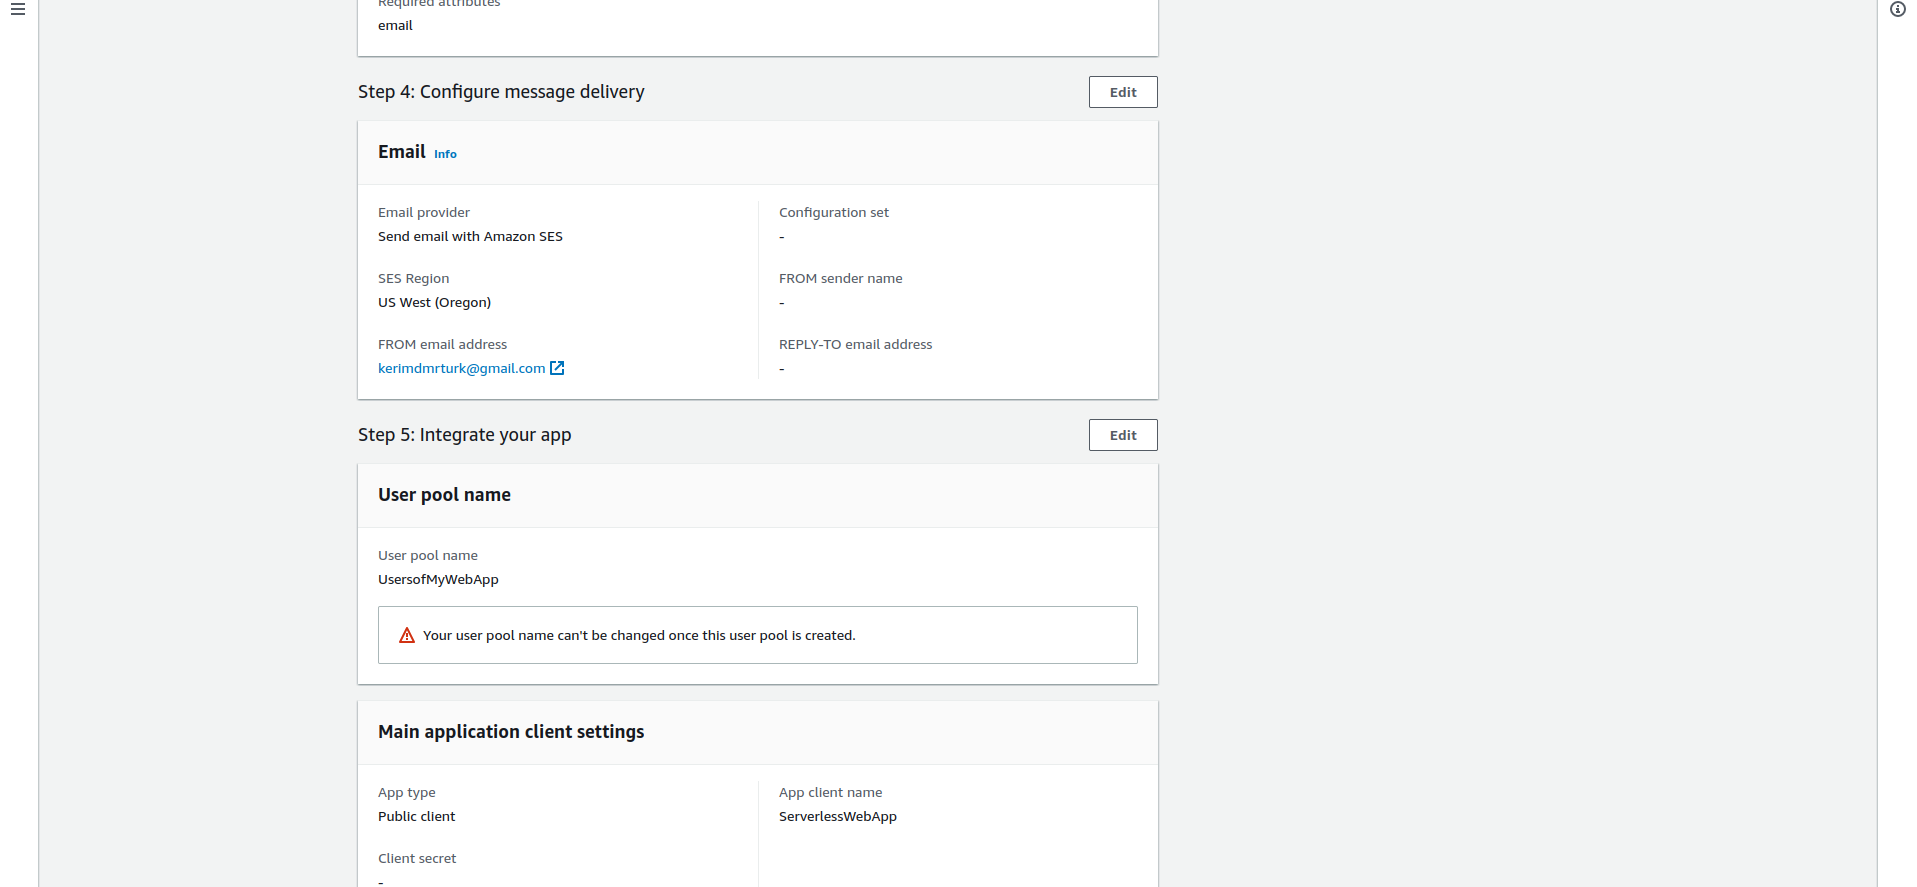 Required attributes
email
Step 4: Configure message delivery
Edit
Email Info
Email provider
Send email with Amazon SES
Configuration set
-
SES Region
US West (Oregon)
FROM sender name
-
FROM email address
kerimdmrturk@gmail.com
REPLY-TO email address
-
Step 5: Integrate your app
Edit
User pool name
User pool name
UsersofMyWebApp
Your user pool name can't be changed once this user pool is created.
Main application client settings
App type
Public client
App client name
ServerlessWebApp
Client secret
-